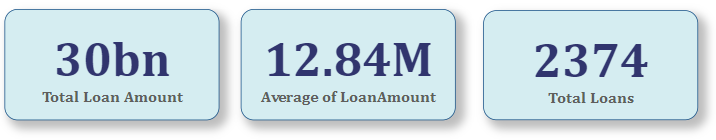 30bn
Total Loan Amount
12.84M
Average of LoanAmount
2374
Total Loans